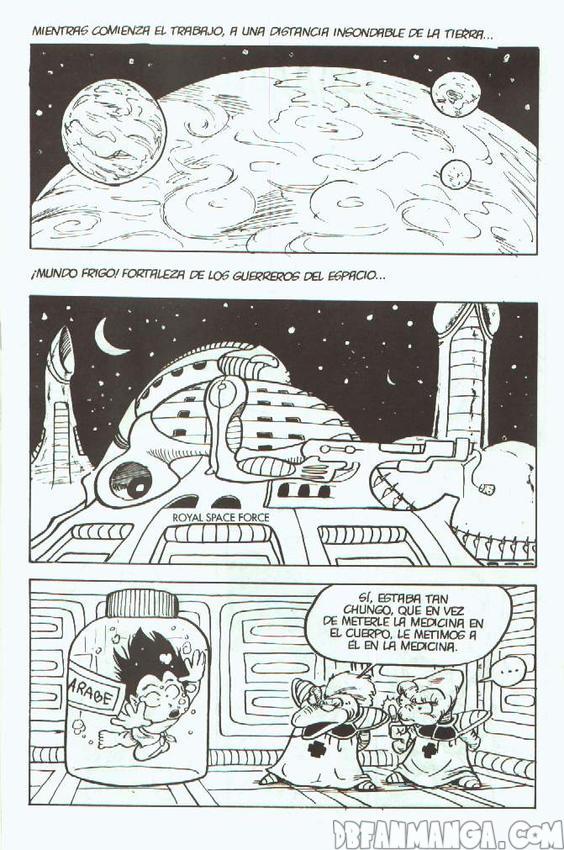 MIENTRAS COMIENZA EL TRABAJO, A UNA DISTANCIA INSONDABLE DE LA TIERRA...
¡MUNDO FRIGO! FORTALEZA DE LOS GUERREROS DEL ESPACIO...
ROYAL SPACE FORCE
SÍ, ESTABA TAN
CHUNGO, QUE EN VEZ
DE METERLE LA MEDICINA
EN EL CUERPO, LE METIMOS A
ÉL EN LA MEDICINA.
...
ARABE
DBFANMANGA.COM